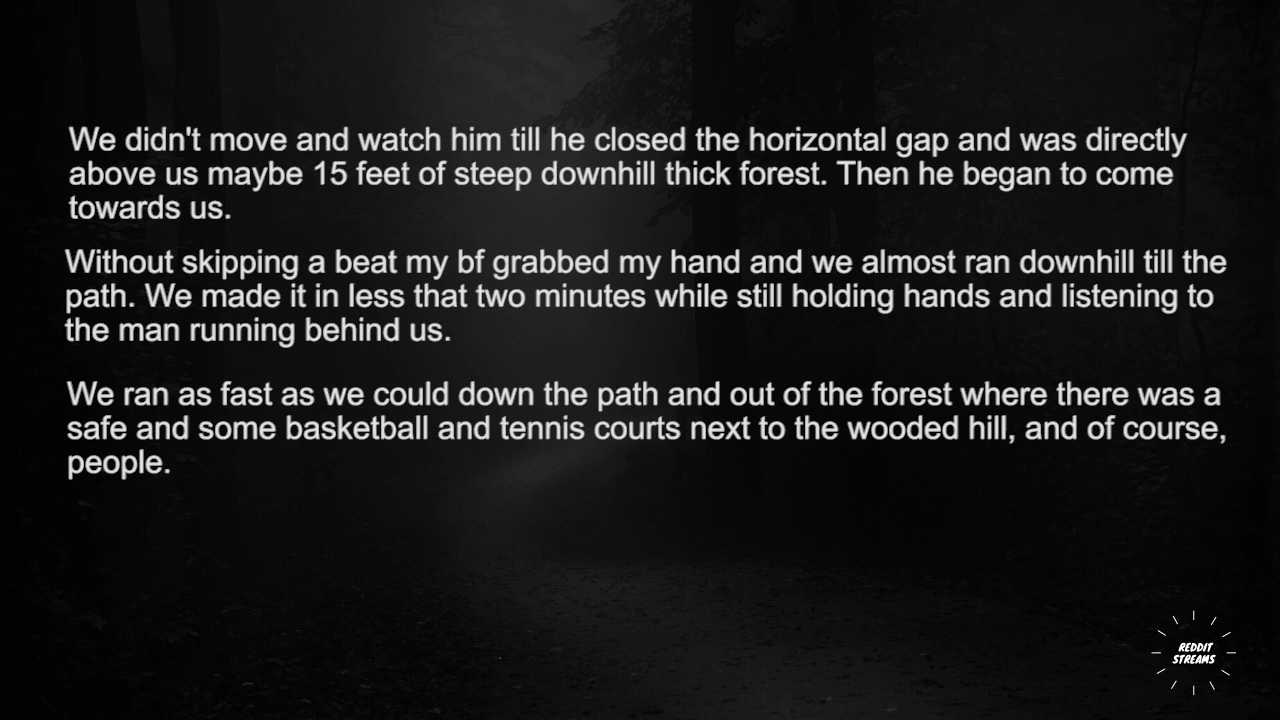 We didn't move and watch him till he closed the horizontal gap and was directly
above us maybe 15 feet of steep downhill thick forest. Then he began to come
towards us.
Without skipping a beat my bf grabbed my hand and we almost ran downhill till the
path. We made it in less that two minutes while still holding hands and listening to
the man running behind us.
We ran as fast as we could down the path and out of the forest where there was a
safe and some basketball and tennis courts next to the wooded hill, and of course,
people.
REDDIT
STREAMS